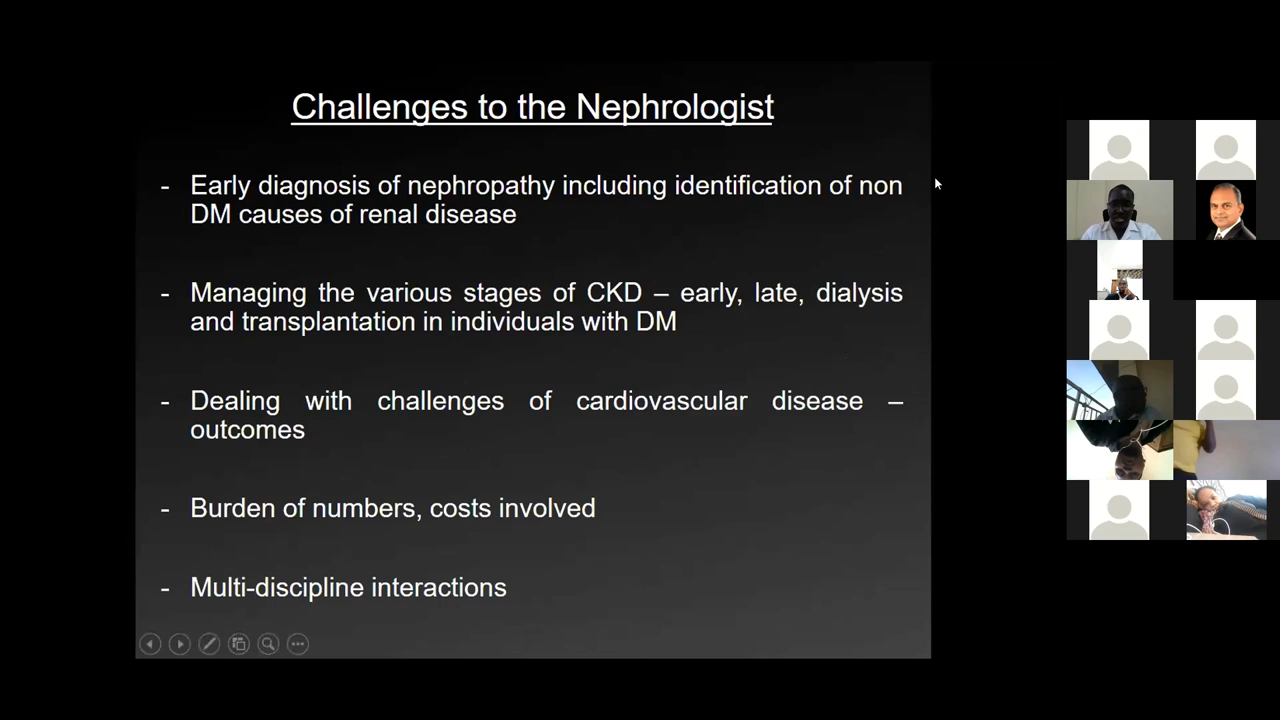 Challenges to the Nephrologist
- Early diagnosis of nephropathy including identification of non
DM causes of renal disease
- Managing the various stages of CKD – early, late, dialysis
and transplantation in individuals with DM
- Dealing with challenges of cardiovascular disease –
outcomes
- Burden of numbers, costs involved
- Multi-discipline interactions